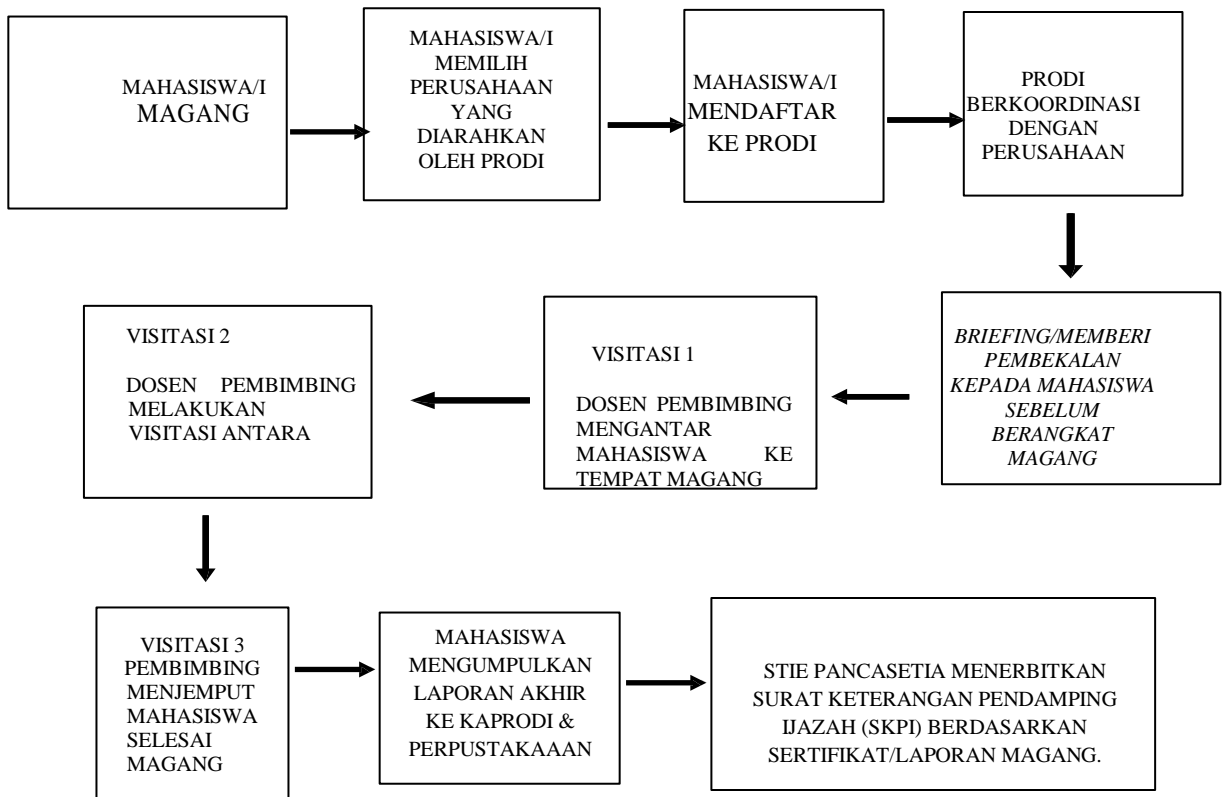 MAHASISWA/I
MAGANG
MAHASISWA/I
MEMILIH
PERUSAHAAN
YANG
DIARAHKAN
OLEH PRODI
MAHASISWA/I
MENDAFTAR
KE PRODI
PRODI
BERKOORDINASI
DENGAN
PERUSAHAAN
BRIEFING/MEMBERI
PEMBEKALAN
KEPADA MAHASISWA
SEBELUM
BERANGKAT
MAGANG
VISITASI 1
DOSEN PEMBIMBING
MENGANTAR
MAHASISWA KE
TEMPAT MAGANG
VISITASI 2
DOSEN PEMBIMBING
MELAKUKAN
VISITASI ANTARA
VISITASI 3
PEMBIMBING
MENJEMPUT
MAHASISWA
SELESAI
MAGANG
MAHASISWA
MENGUMPULKAN
LAPORAN AKHIR
KE KAPRODI &
PERPUSTAKAAAN
STIE PANCASETIA MENERBITKAN
SURAT KETERANGAN PENDAMPING
IJAZAH (SKPI) BERDASARKAN
SERTIFIKAT/LAPORAN MAGANG.